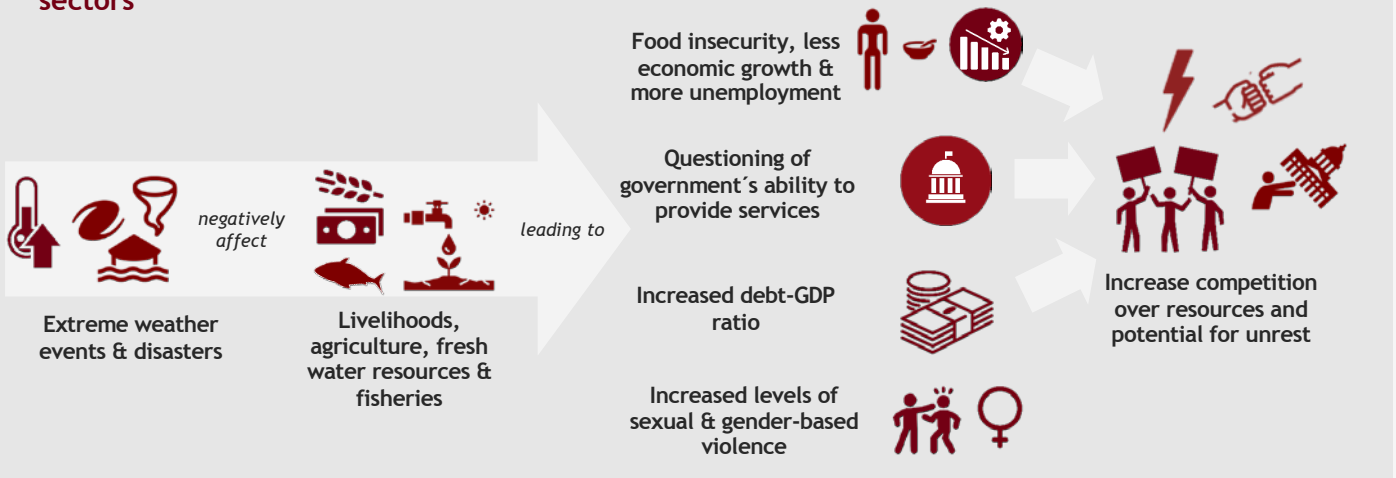 sectors
Extreme weather
events & disasters
negatively
affect
Livelihoods,
agriculture, fresh
water resources &
fisheries
leading to
Food insecurity, less
economic growth &
more unemployment
Questioning of
government´s ability to
provide services
Increased debt-GDP
ratio
Increased levels of
sexual & gender-based
violence
Increase competition
over resources and
potential for unrest